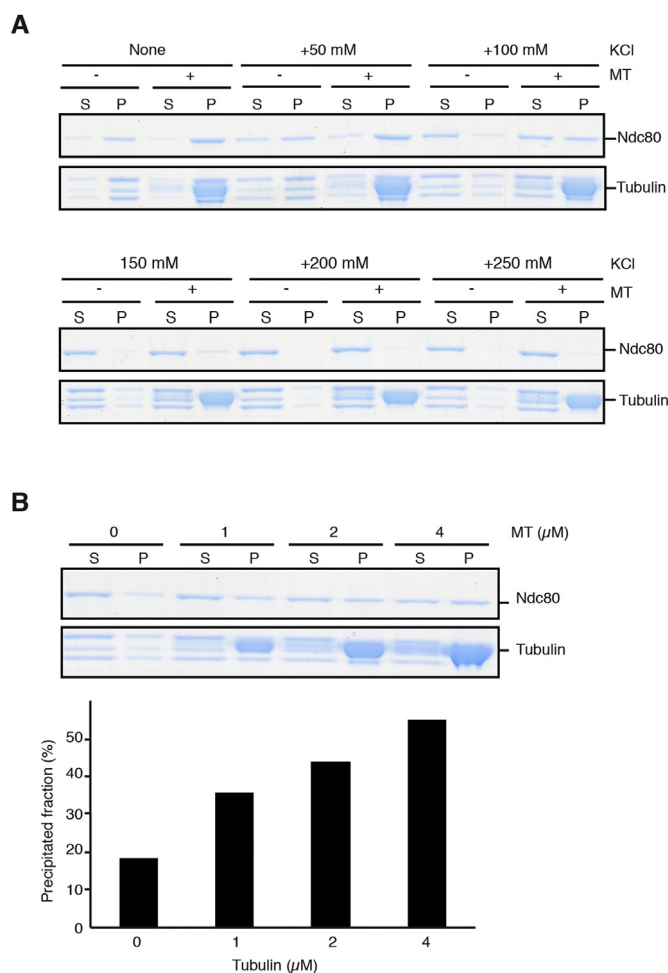 A
None +50 mM +100 mM KCl
- + - + - + MT
S P S P S P S P S P S P
Ndc80
Tubulin
150 mM +200 mM +250 mM KCl
- + - + - + MT
S P S P S P S P S P S P
Ndc80
Tubulin
B
0 1 2 4 MT (µM)
S P S P S P S P
Ndc80
Tubulin
Precipitated fraction (%)
50
40
30
20
10
0
0 1 2 4
Tubulin (µM)